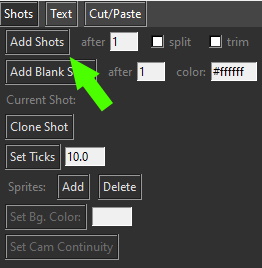 Shots Text Cut/Paste
Add Shots after 1 split trim
Add Blank S after 1 color: #ffffff
Current Shot:
Clone Shot
Set Ticks 10.0
Sprites: Add Delete
Set Bg. Color:
Set Cam Continuity